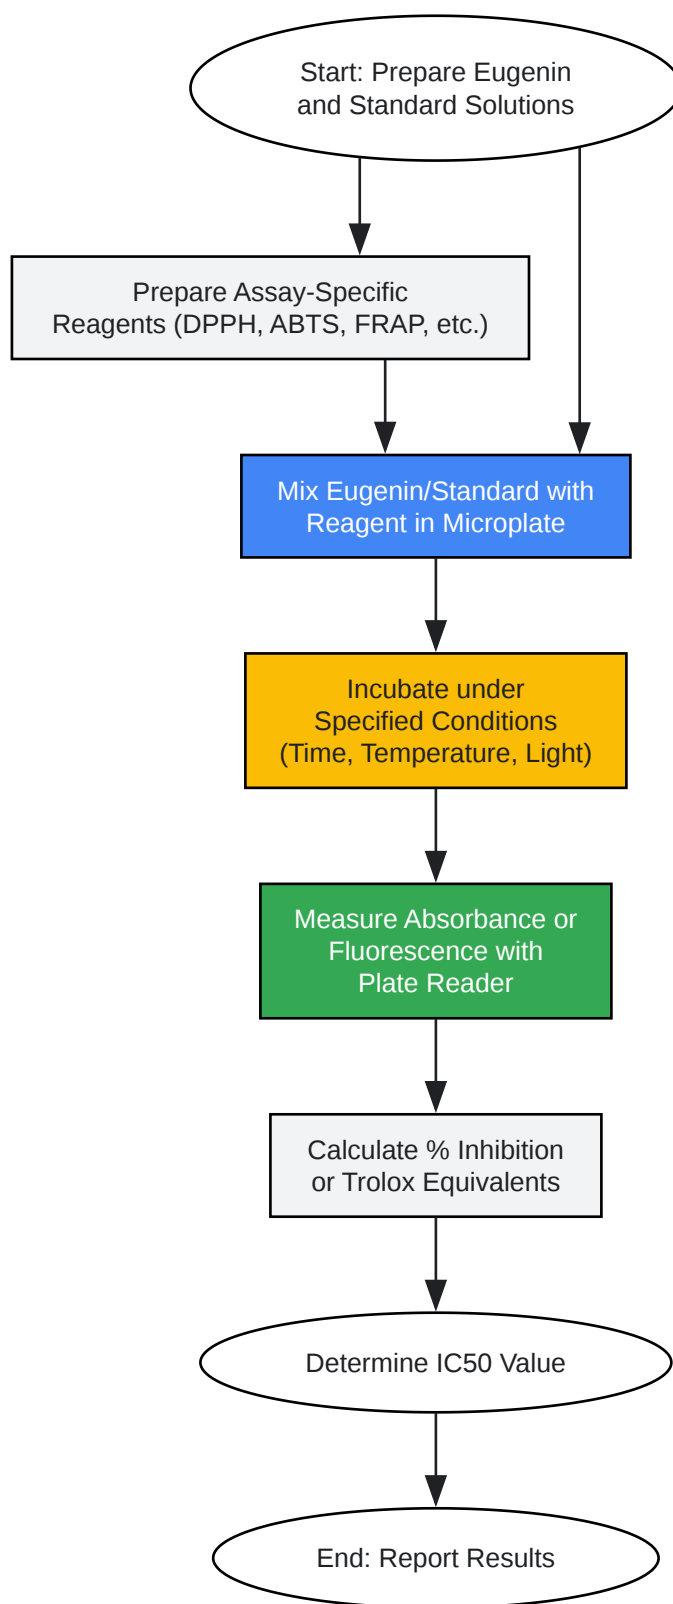 Start: Prepare Eugenin
and Standard Solutions
Prepare Assay-Specific
Reagents (DPPH, ABTS, FRAP, etc.)
Mix Eugenin/Standard with
Reagent in Microplate
Incubate under
Specified Conditions
(Time, Temperature, Light)
Measure Absorbance or
Fluorescence with
Plate Reader
Calculate % Inhibition
or Trolox Equivalents
Determine IC50 Value
End: Report Results